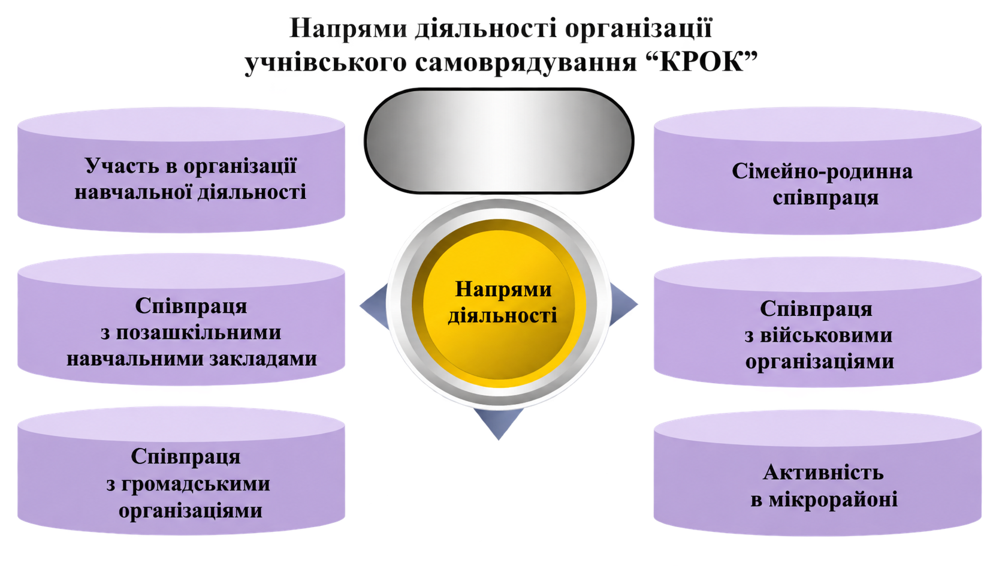 Напрями діяльності організації
учнівського самоврядування “КРОК”
Участь в організації
навчальної діяльності
Співпраця
з позашкільними
навчальними закладами
Співпраця
з громадськими
організаціями
Напрями
діяльності
Сімейно-родинна
співпраця
Співпраця
з військовими
організаціями
Активність
в мікрорайоні